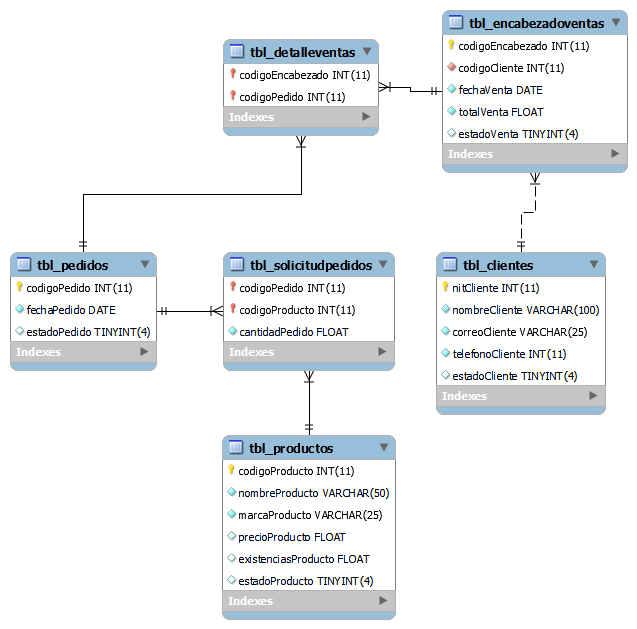 tbl_encabezadoventas
codigoEncabezado INT(11)
codigoCliente INT(11)
fechaVenta DATE
totalVenta FLOAT
estadoVenta TINYINT(4)
Indexes
tbl_detalleventas
codigoEncabezado INT(11)
codigoPedido INT(11)
Indexes
tbl_pedidos
codigoPedido INT(11)
fechaPedido DATE
estadoPedido TINYINT(4)
Indexes
tbl_solicitudpedidos
codigoPedido INT(11)
codigoProducto INT(11)
cantidadPedido FLOAT
Indexes
tbl_clientes
nitCliente INT(11)
nombreCliente VARCHAR(100)
correoCliente VARCHAR(25)
telefonoCliente INT(11)
estadoCliente TINYINT(4)
Indexes
tbl_productos
codigoProducto INT(11)
nombreProducto VARCHAR(50)
marcaProducto VARCHAR(25)
precioProducto FLOAT
existenciasProducto FLOAT
estadoProducto TINYINT(4)
Indexes